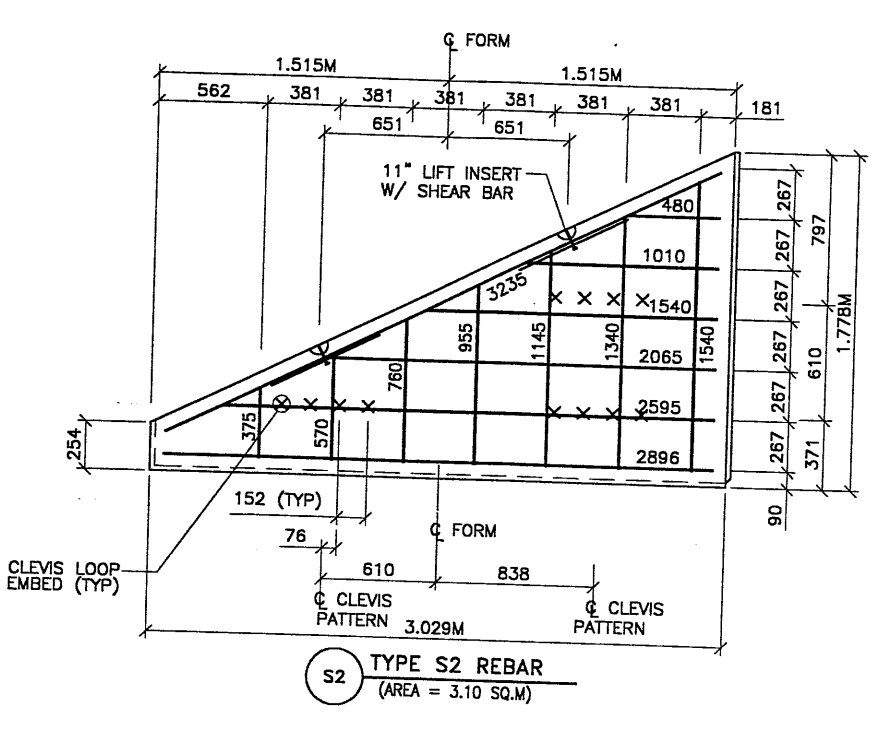 ℄ FORM
1.515M
1.515M
562
381
381
381
381
381
381
181
651
651
11" LIFT INSERT
W/ SHEAR BAR
480
1010
3235
1540
2065
2595
2896
375
570
760
955
1145
1340
1540
267
267
267
267
267
267
90
797
610
371
1.778M
254
152 (TYP)
76
℄ FORM
CLEVIS LOOP
EMBED (TYP)
610
838
℄ CLEVIS
PATTERN
℄ CLEVIS
PATTERN
3.029M
S2
TYPE S2 REBAR
(AREA = 3.10 SQ.M)